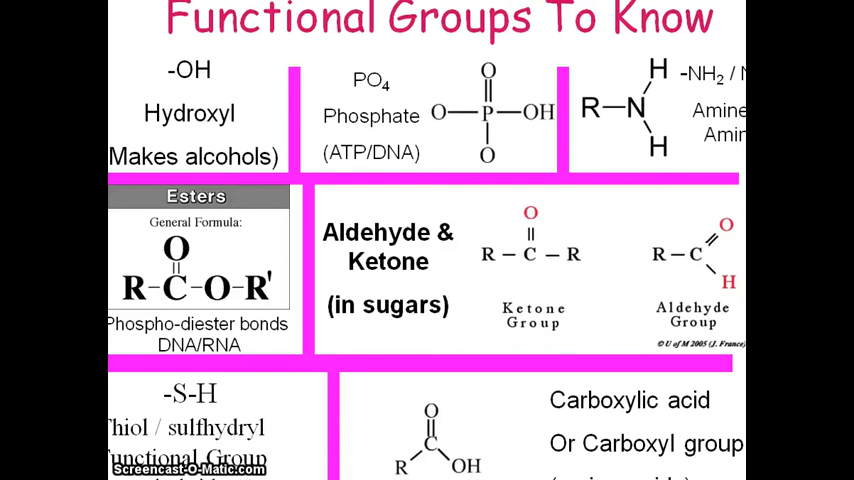 Functional Groups To Know
-OH
Hydroxyl
Makes alcohols)
PO4
Phosphate
(ATP/DNA)
O
O—P—OH
O
H
R—N
H
-NH2 /
Amine
Esters
General Formula:
O
R-C-O-R'
Phospho-diester bonds
DNA/RNA
Aldehyde &
Ketone
(in sugars)
O
R — C — R
Ketone
Group
O
R — C
H
Aldehyde
Group
© U of M 2005 (J. France)
-S-H
Thiol / sulfhydryl
Functional Group
Screencast-O-Matic.com
O
C
R OH
Carboxylic acid
Or Carboxyl group